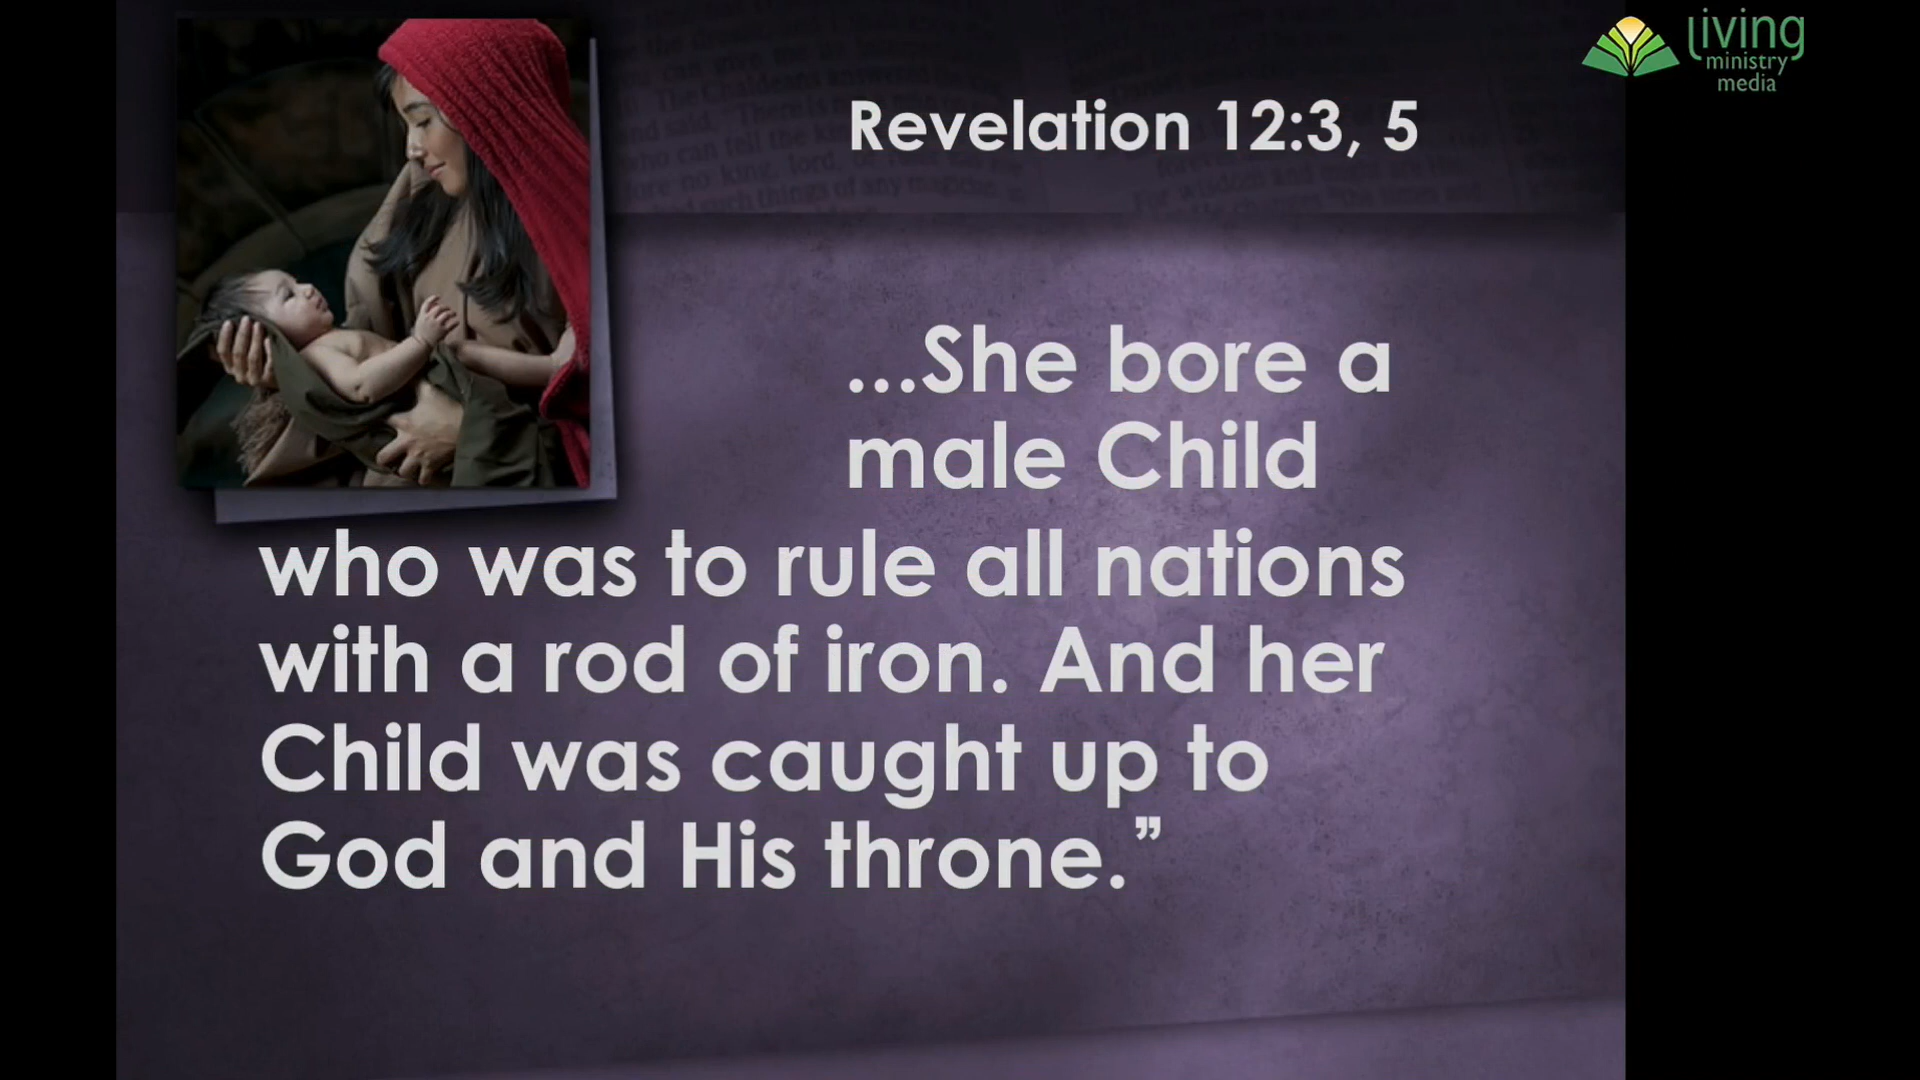 Living
ministry
media
Revelation 12:3, 5
...She bore a
male Child
who was to rule all nations
with a rod of iron. And her
Child was caught up to
God and His throne.”